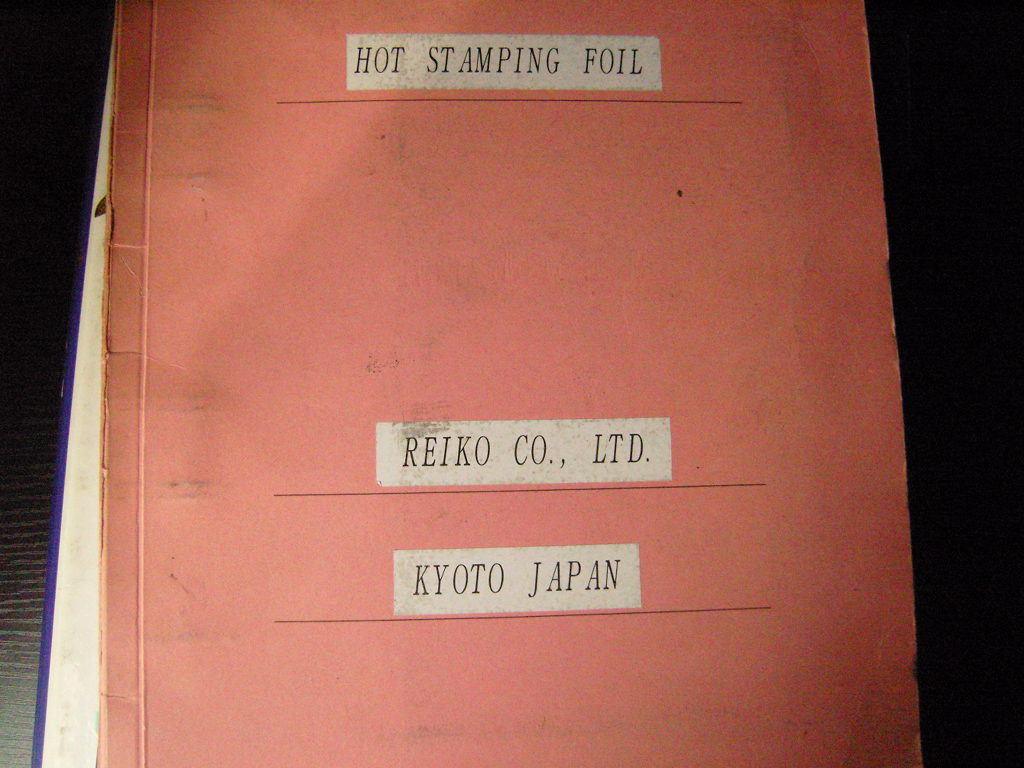 HOT STAMPING FOIL
REIKO CO., LTD.
KYOTO JAPAN